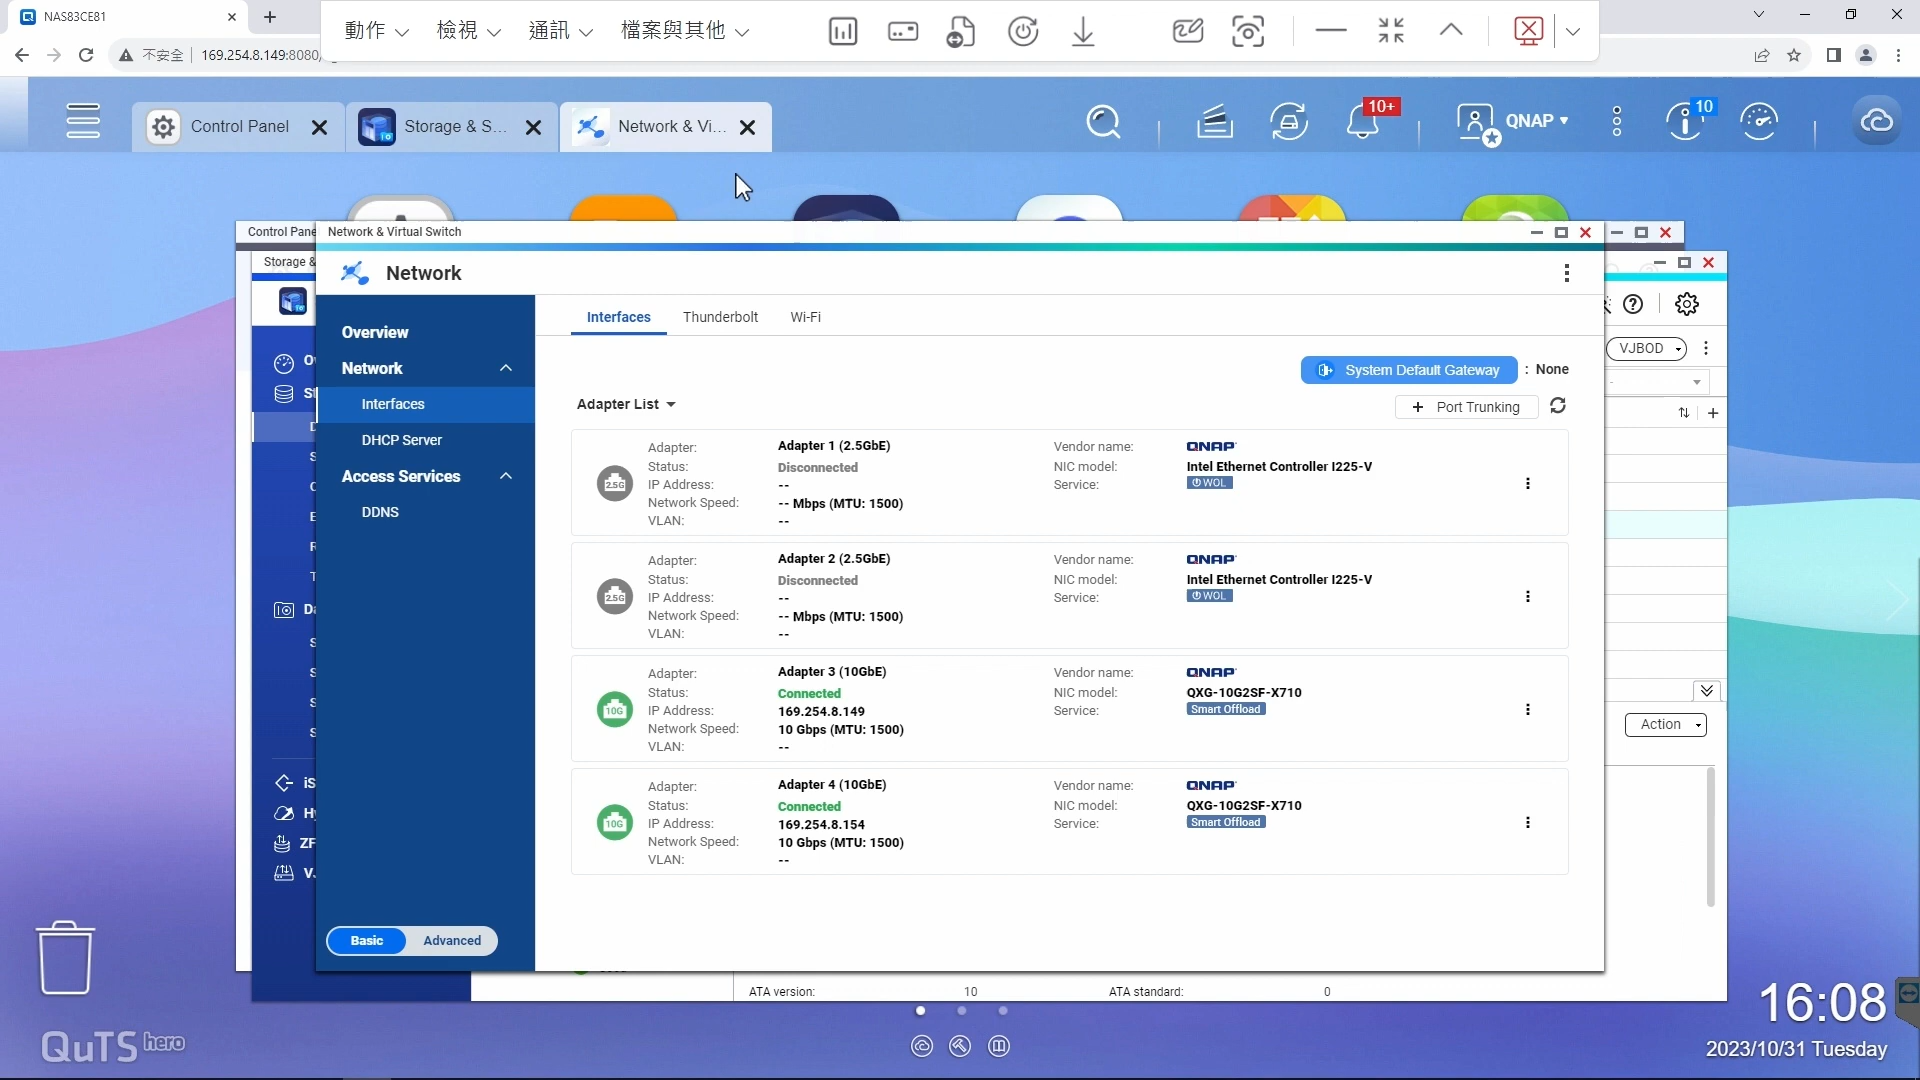 NAS83CE81
動作 檢視 通訊 檔案與其他
不安全 169.254.8.149:8080/
Control Panel
Storage & S...
Network & Vi...
10+
QNAP
10
Control Pane
Network & Virtual Switch
Storage &
Network
Overview
Network
Interfaces
DHCP Server
Access Services
DDNS
Basic
Advanced
Interfaces Thunderbolt Wi-Fi
System Default Gateway : None
Adapter List
+ Port Trunking
Adapter: Adapter 1 (2.5GbE) Vendor name: QNAP
Status: Disconnected NIC model: Intel Ethernet Controller I225-V
IP Address: -- Service: WOL
Network Speed: -- Mbps (MTU: 1500)
VLAN: --
2.5G
Adapter: Adapter 2 (2.5GbE) Vendor name: QNAP
Status: Disconnected NIC model: Intel Ethernet Controller I225-V
IP Address: -- Service: WOL
Network Speed: -- Mbps (MTU: 1500)
VLAN: --
2.5G
Adapter: Adapter 3 (10GbE) Vendor name: QNAP
Status: Connected NIC model: QXG-10G2SF-X710
IP Address: 169.254.8.149 Service: Smart Offload
Network Speed: 10 Gbps (MTU: 1500)
VLAN: --
10G
Adapter: Adapter 4 (10GbE) Vendor name: QNAP
Status: Connected NIC model: QXG-10G2SF-X710
IP Address: 169.254.8.154 Service: Smart Offload
Network Speed: 10 Gbps (MTU: 1500)
VLAN: --
10G
VJBOD
Action
ATA version: 10 ATA standard: 0
QuTS hero
16:08
2023/10/31 Tuesday